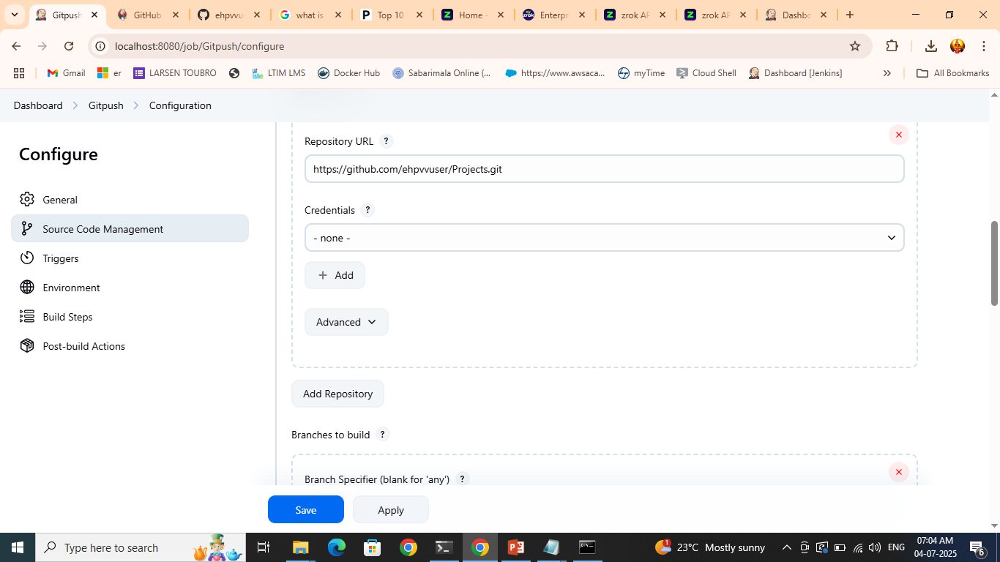 Gitpush
GitHub
ehpvvu
what is
Top 10
Home -
Enterpr
zrok AP
zrok AP
Dashbo
localhost:8080/job/Gitpush/configure
Gmail
er
LARSEN TOUBRO
LTIM LMS
Docker Hub
Sabarimala Online (...
https://www.awsaca...
myTime
Cloud Shell
Dashboard [Jenkins]
All Bookmarks
Dashboard
Gitpush
Configuration
Configure
General
Source Code Management
Triggers
Environment
Build Steps
Post-build Actions
Repository URL ?
https://github.com/ehpvvuser/Projects.git
Credentials ?
- none -
+ Add
Advanced
Add Repository
Branches to build ?
Branch Specifier (blank for 'any') ?
Save
Apply
Type here to search
1
23°C Mostly sunny
ENG
07:04 AM
04-07-2025
6